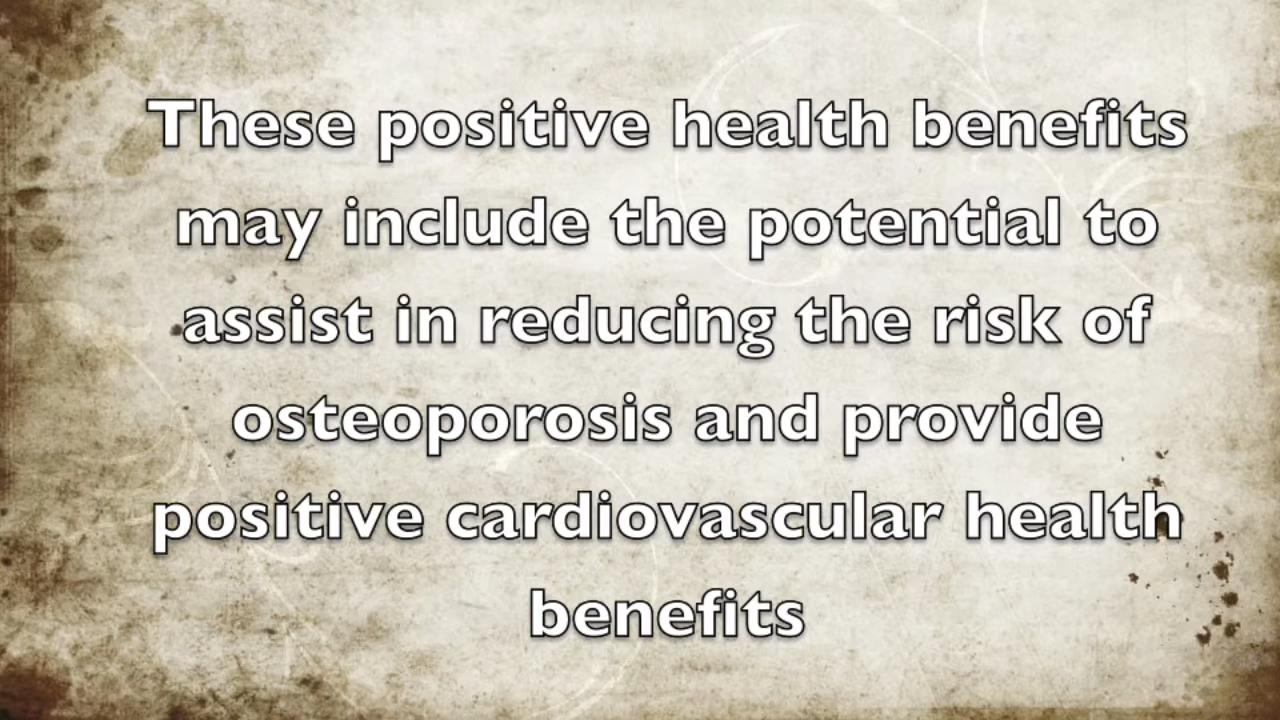 These positive health benefits
may include the potential to
assist in reducing the risk of
osteoporosis and provide
positive cardiovascular health
benefits